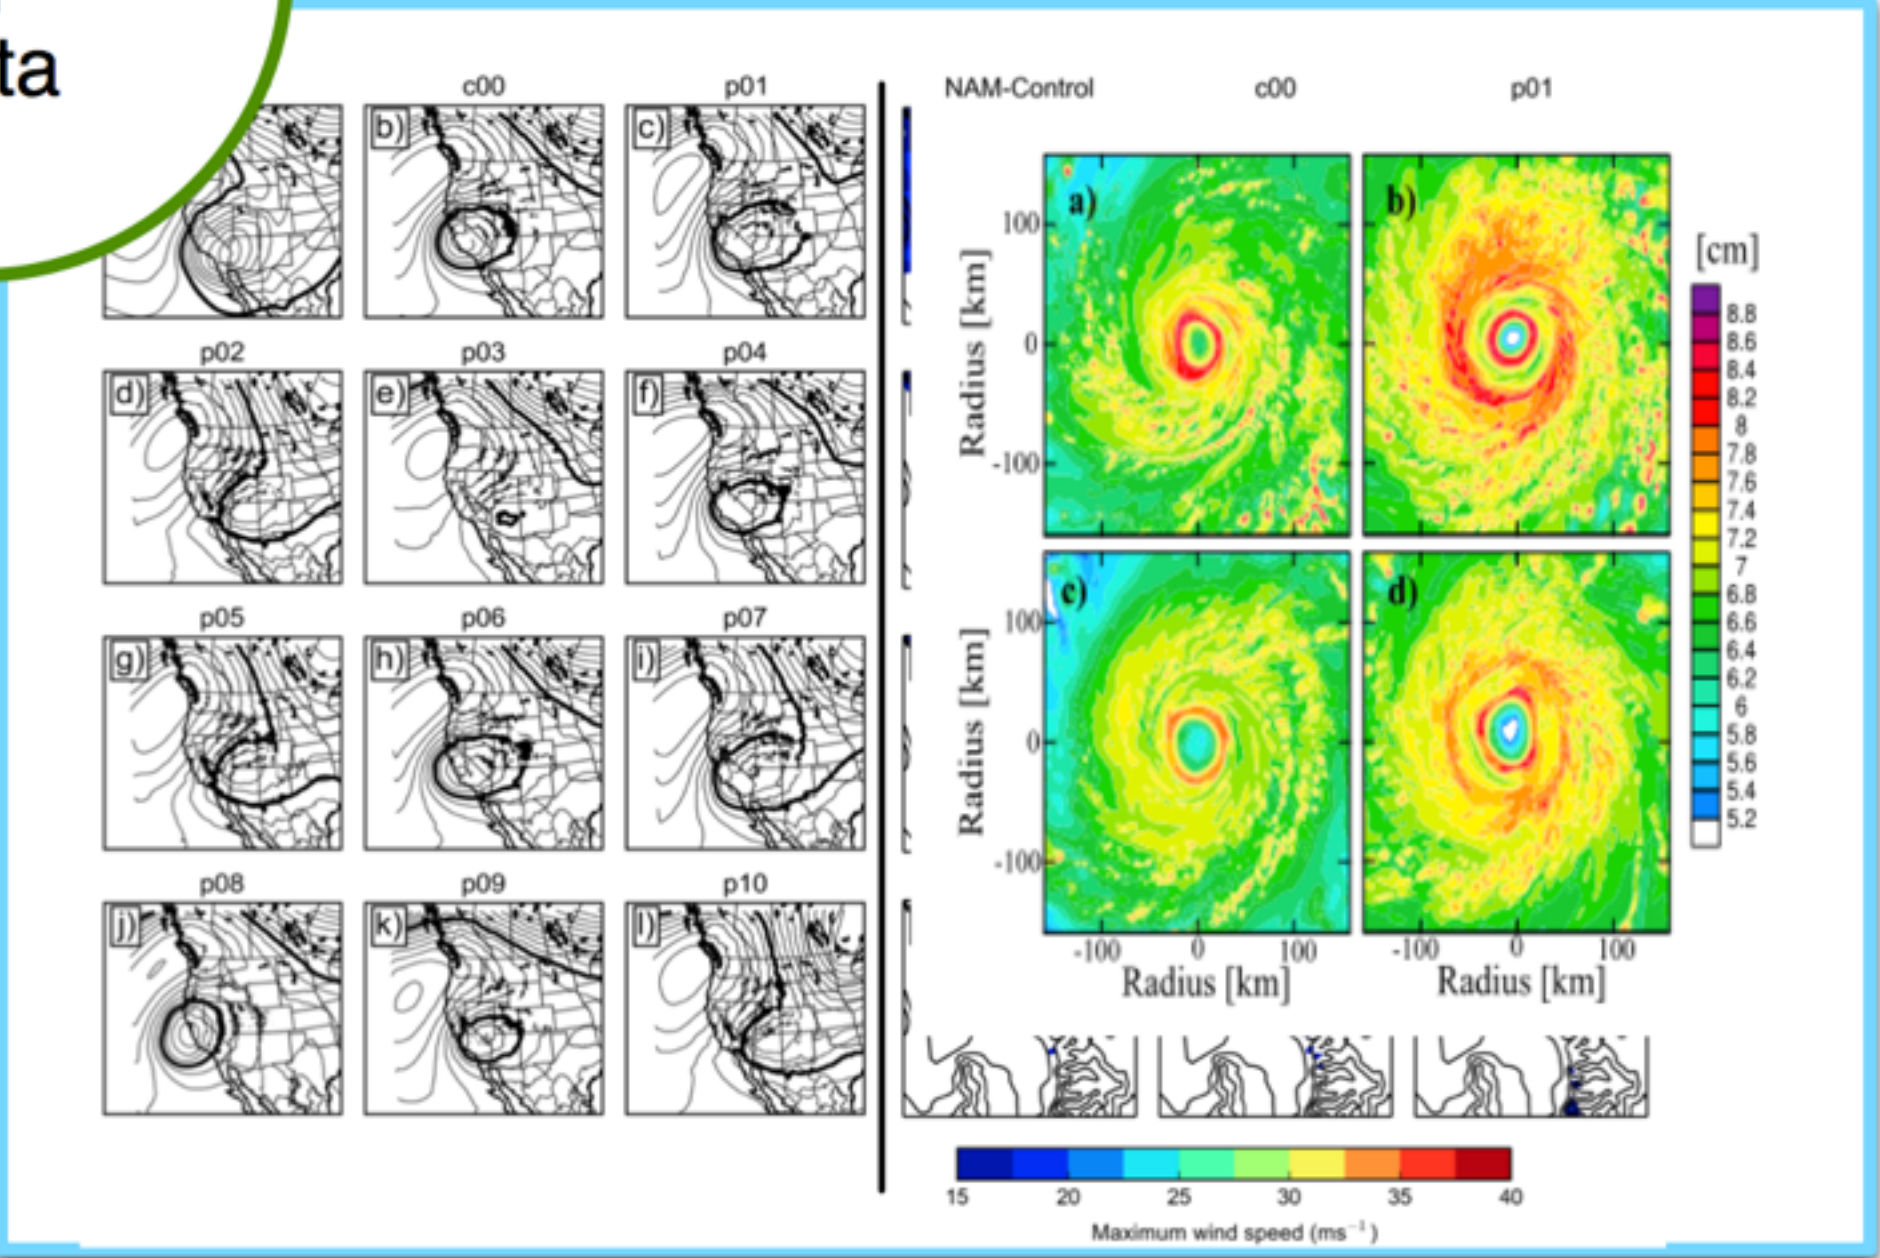 ta
c00 p01
b) c)
p02 p03 p04
d) e) f)
p05 p06 p07
g) h) i)
p08 p09 p10
j) k) l)
NAM-Control c00 p01
a) b)
c) d)
Radius [km]
100
0
-100
Radius [km]
100
0
-100
-100 0 100
Radius [km]
-100 0 100
Radius [km]
[cm]
8.8
8.6
8.4
8.2
8
7.8
7.6
7.4
7.2
7
6.8
6.6
6.4
6.2
6
5.8
5.6
5.4
5.2
15 20 25 30 35 40
Maximum wind speed (ms⁻¹)